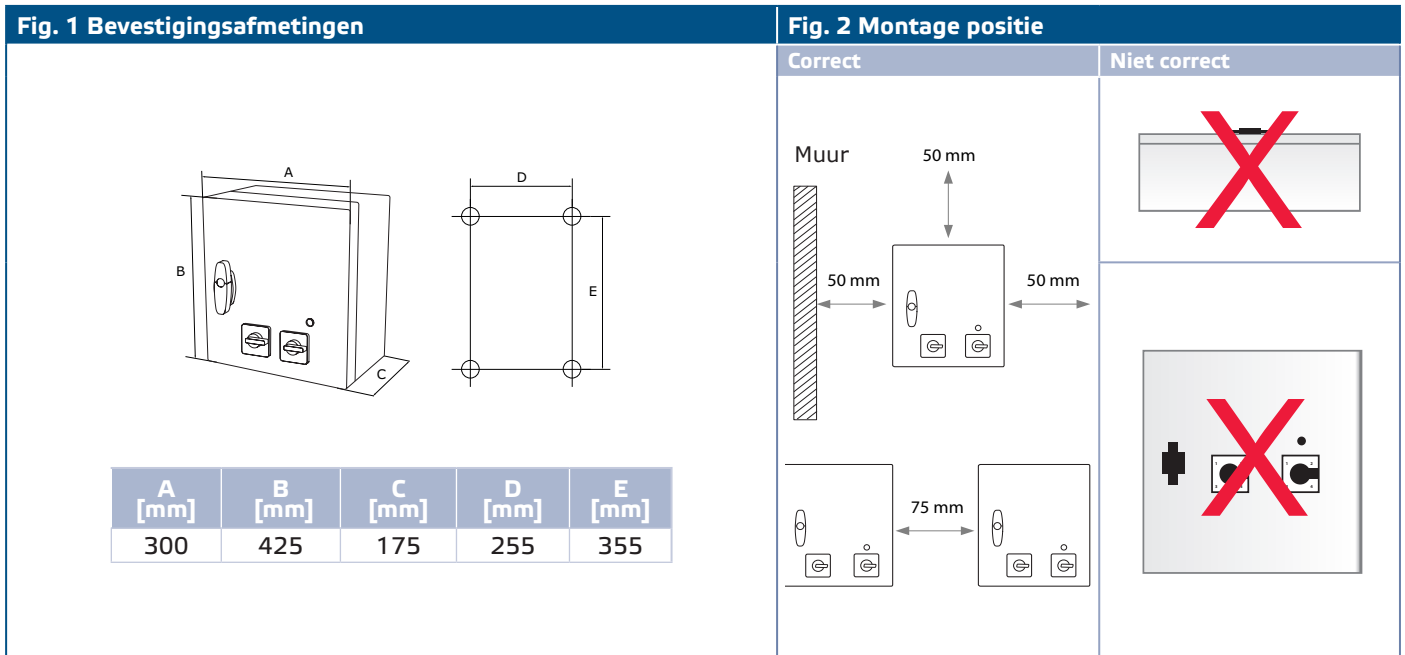 Fig. 1 Bevestigingsafmetingen
A
B
C
D
E
A [mm] B [mm] C [mm] D [mm] E [mm]
300 425 175 255 355
Fig. 2 Montage positie
Correct
Niet correct
Muur
50 mm
50 mm
50 mm
75 mm